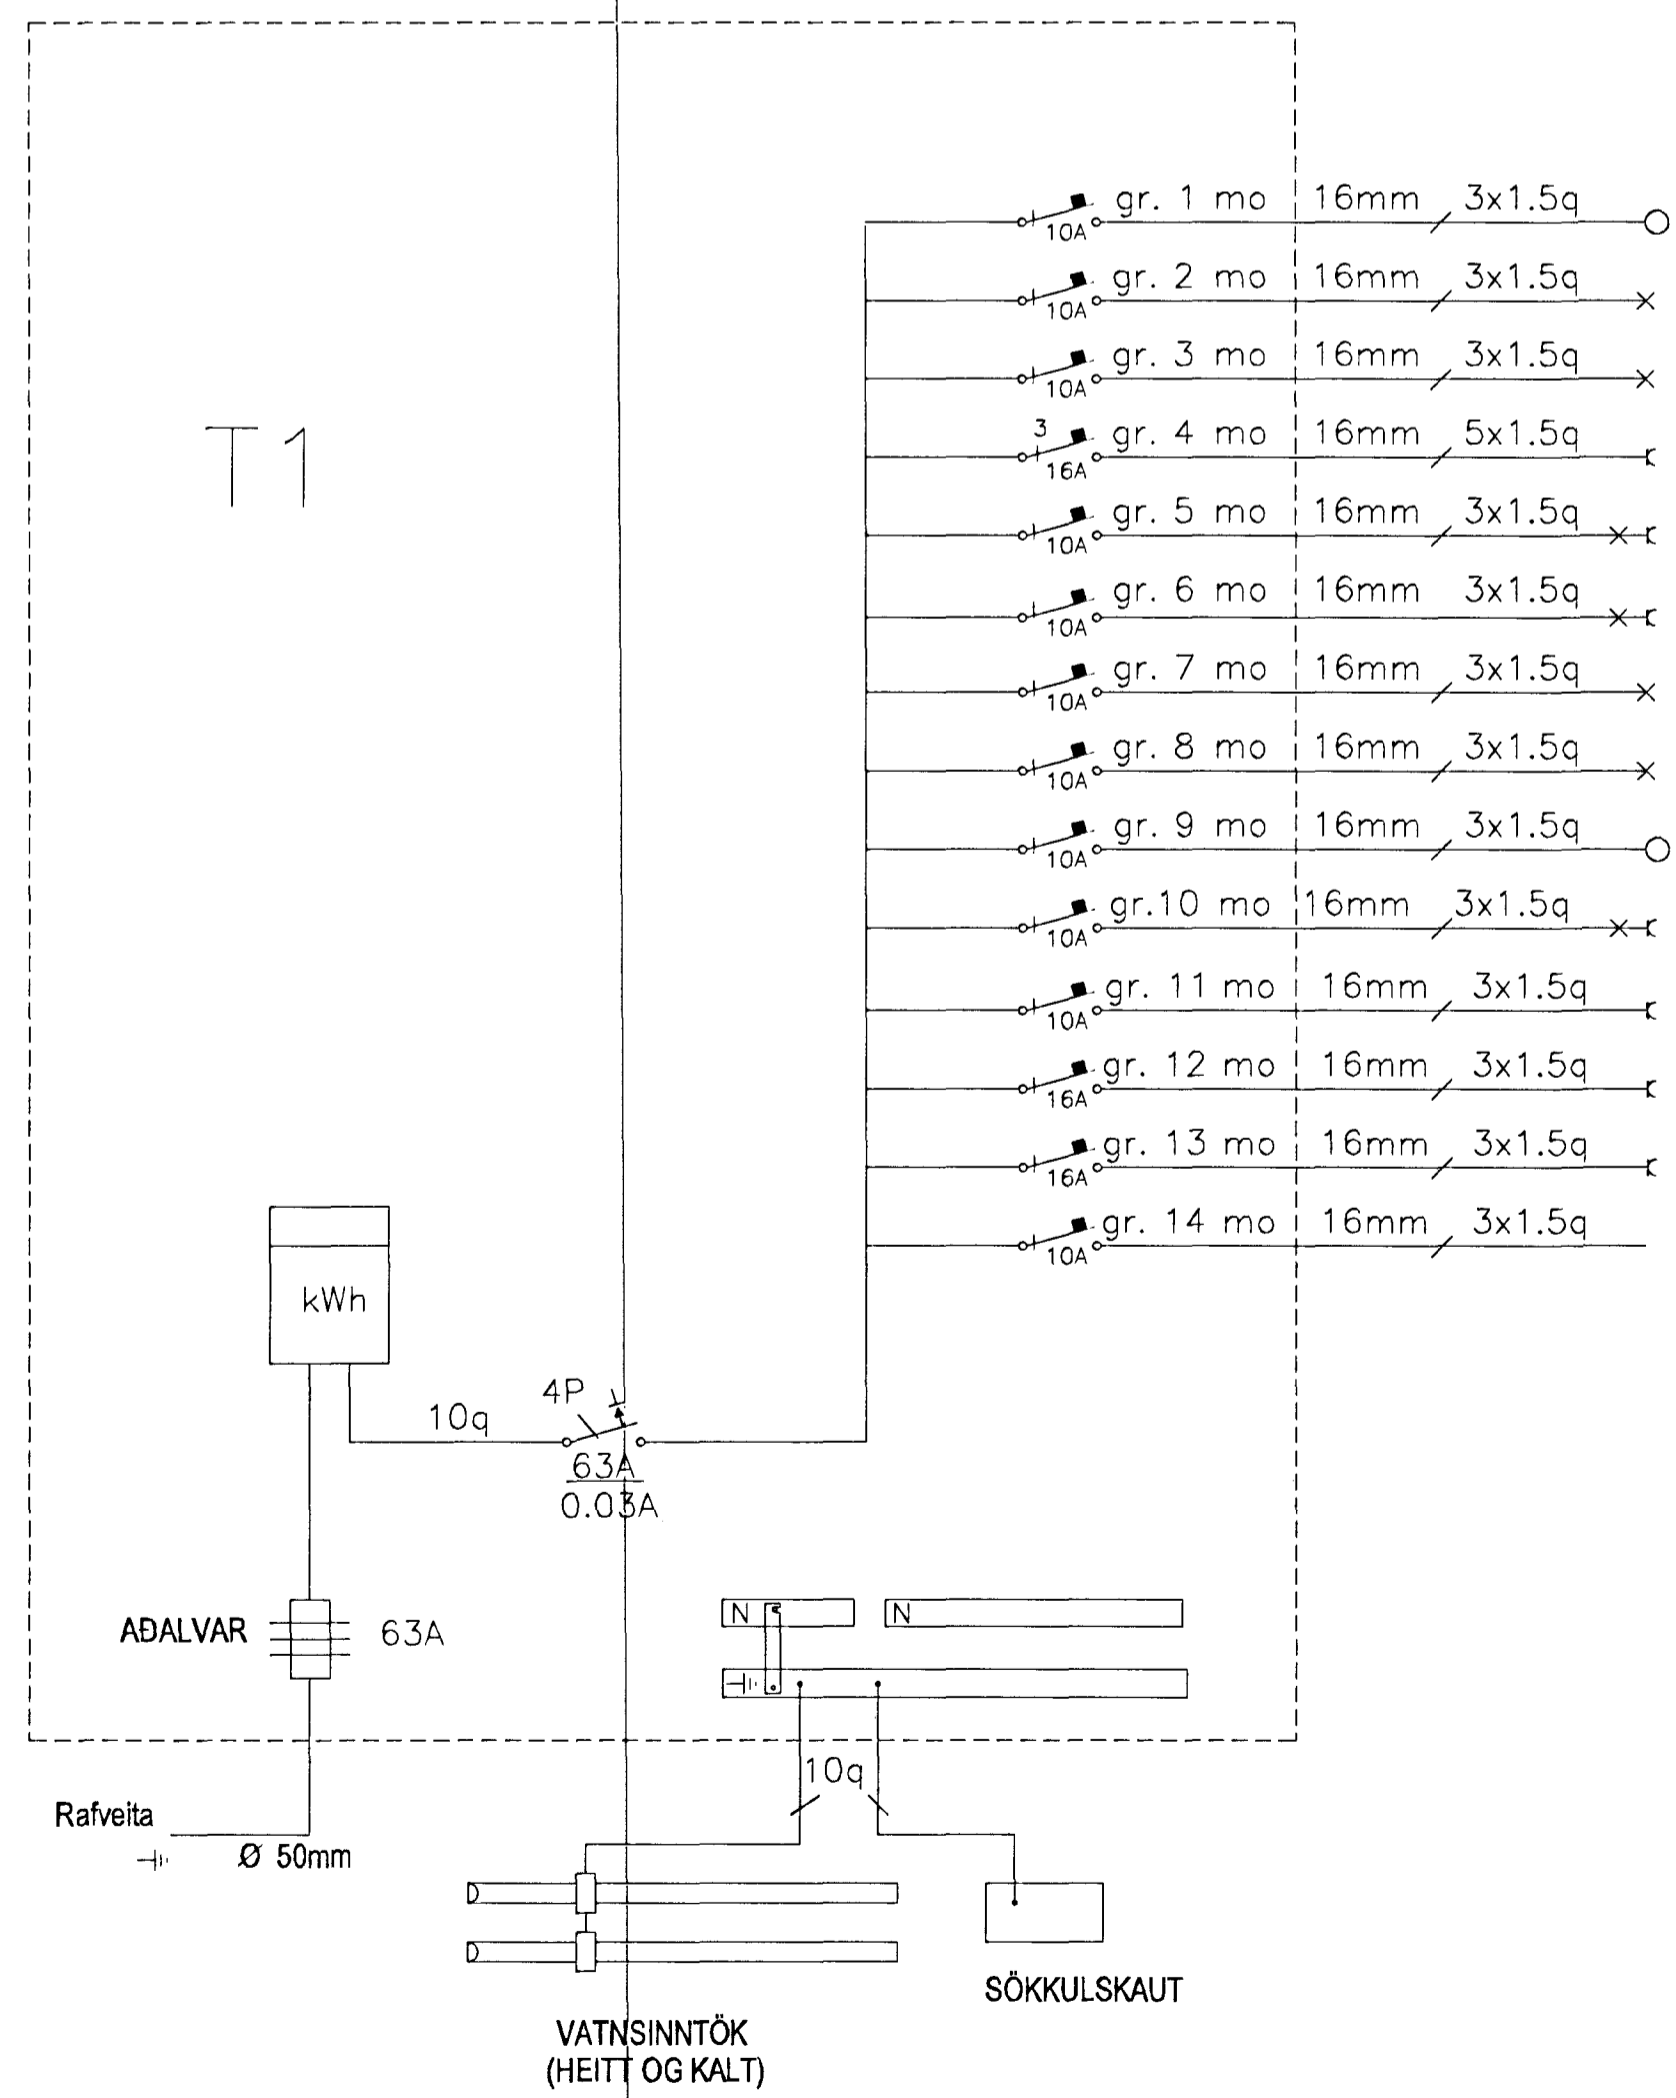 gr. 1 mo 16mm 3x1.5q
10A
gr. 2 mo 16mm 3x1.5q
10A
gr. 3 mo 16mm 3x1.5q
10A
T1
3 gr. 4 mo 16mm 5x1.5q
16A
gr. 5 mo 16mm 3x1.5q
10A
gr. 6 mo 16mm 3x1.5q
10A
gr. 7 mo 16mm 3x1.5q
10A
gr. 8 mo 16mm 3x1.5q
10A
gr. 9 mo 16mm 3x1.5q
10A
gr.10 mo 16mm 3x1.5q
10A
gr. 11 mo 16mm 3x1.5q
10A
gr. 12 mo 16mm 3x1.5q
16A
gr. 13 mo 16mm 3x1.5q
16A
gr. 14 mo 16mm 3x1.5q
10A
kWh
4P
10q
63A
0.03A
N N
AÐALVAR 63A
10q
Rafveita
Ø 50mm
SÖKKULSKAUT
VATNSINNTÖK
(HEITT OG KALT)